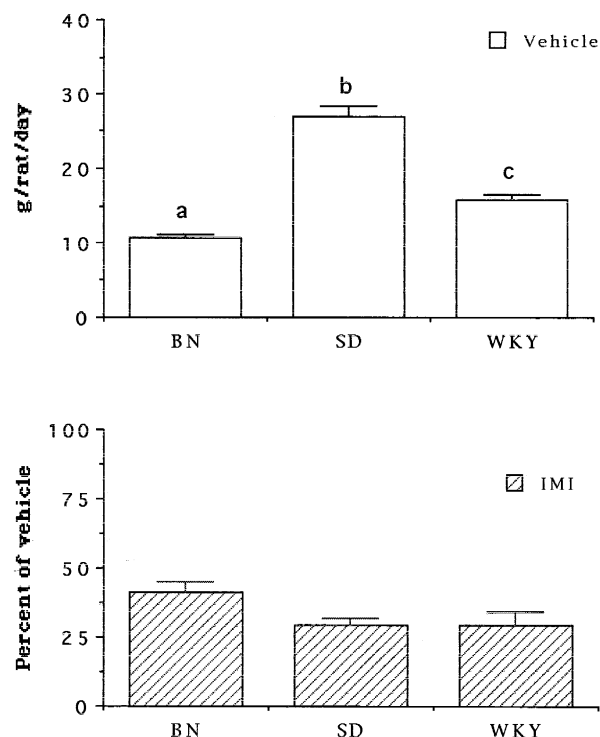 40
30
20
10
0
g/rat/day
Vehicle
a
b
c
BN
SD
WKY
100
75
50
25
0
Percent of vehicle
IMI
BN
SD
WKY